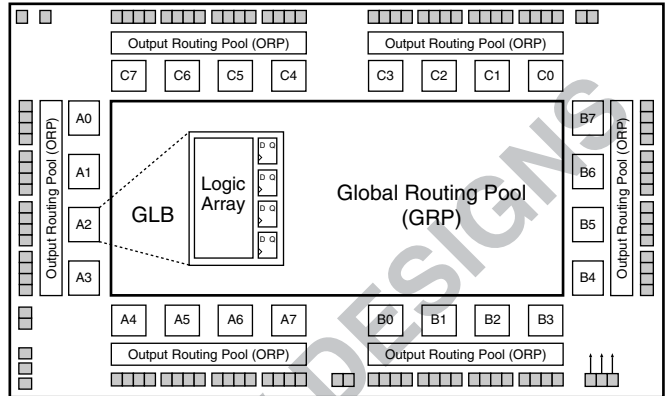 Output Routing Pool (ORP)
Output Routing Pool (ORP)
C7 C6 C5 C4 C3 C2 C1 C0
Output Routing Pool (ORP)
A0
A1
A2
A3
GLB
Logic
Array
D Q
D Q
D Q
D Q
Global Routing Pool
(GRP)
B7
B6
B5
B4
Output Routing Pool (ORP)
A4 A5 A6 A7 B0 B1 B2 B3
Output Routing Pool (ORP)
Output Routing Pool (ORP)
DESIGNS